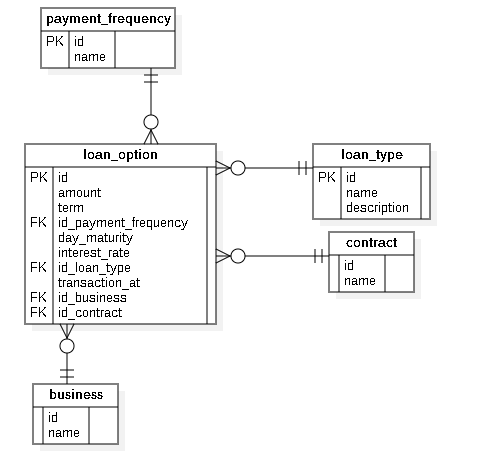 payment_frequency
PK id
name
loan_option
PK id
amount
term
FK id_payment_frequency
day_maturity
interest_rate
FK id_loan_type
transaction_at
FK id_business
FK id_contract
loan_type
PK id
name
description
contract
id
name
business
id
name